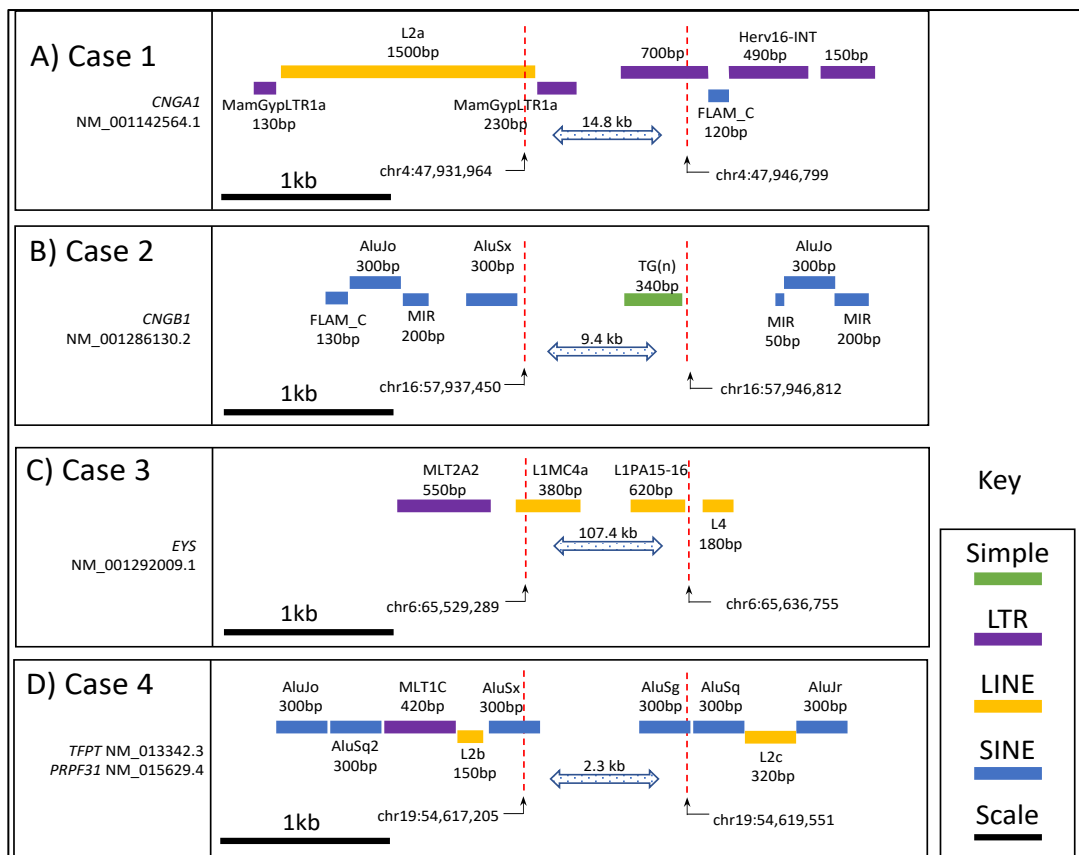 A) Case 1
CNGA1
NM_001142564.1
L2a
1500bp
MamGypLTR1a
130bp
MamGypLTR1a
230bp
700bp
Herv16-INT
490bp
150bp
FLAM_C
120bp
14.8 kb
chr4:47,931,964
chr4:47,946,799
1kb
B) Case 2
CNGB1
NM_001286130.2
AluJo
300bp
AluSx
300bp
FLAM_C
130bp
MIR
200bp
TG(n)
340bp
AluJo
300bp
MIR
50bp
MIR
200bp
9.4 kb
chr16:57,937,450
chr16:57,946,812
1kb
C) Case 3
EYS
NM_001292009.1
MLT2A2
550bp
L1MC4a
380bp
L1PA15-16
620bp
L4
180bp
107.4 kb
chr6:65,529,289
chr6:65,636,755
1kb
D) Case 4
TFPT NM_013342.3
PRPF31 NM_015629.4
AluJo
300bp
AluSq2
300bp
MLT1C
420bp
L2b
150bp
AluSx
300bp
AluSg
300bp
AluSq
300bp
L2c
320bp
AluJr
300bp
2.3 kb
chr19:54,617,205
chr19:54,619,551
1kb
Key
Simple
LTR
LINE
SINE
Scale